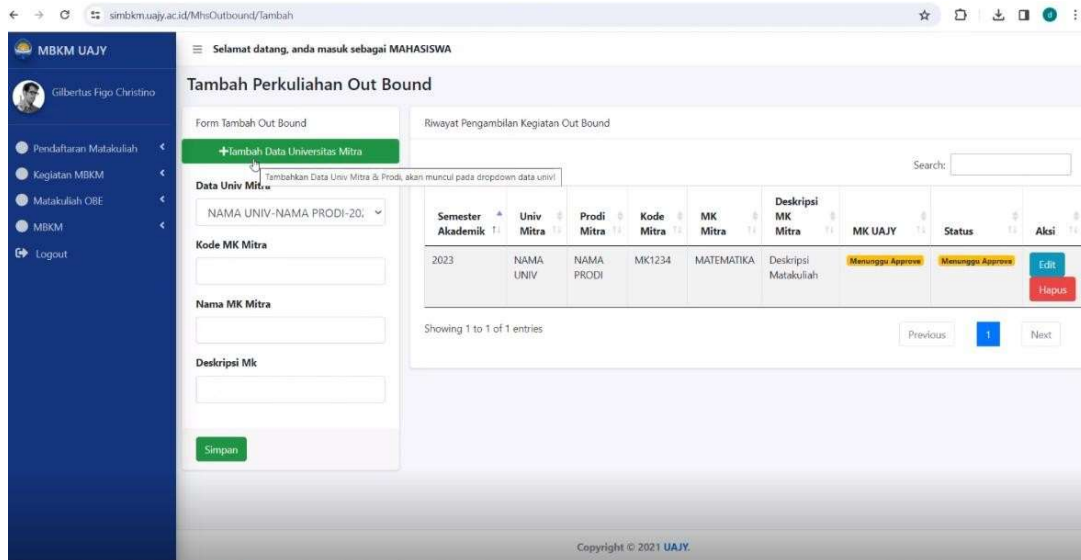 simbkm.uajy.ac.id/MhsOutbound/Tambah
MBKM UAJY
Selamat datang, anda masuk sebagai MAHASISWA
Gilbertus Figo Christino
Pendaftaran Matakuliah
Kegiatan MBKM
Matakuliah OBE
MBKM
Logout
Tambah Perkuliahan Out Bound
Form Tambah Out Bound
+Tambah Data Universitas Mitra
Tambahkan Data Univ Mitra & Prodi, akan muncul pada dropdown data univ!
Data Univ Mitra
NAMA UNIV-NAMA PRODI-20
Kode MK Mitra
Nama MK Mitra
Deskripsi Mk
Simpan
Riwayat Pengambilan Kegiatan Out Bound
Search:
Semester Akademik
Univ Mitra
Prodi Mitra
Kode Mitra
MK Mitra
Deskripsi MK Mitra
MK UAJY
Status
Aksi
2023
NAMA UNIV
NAMA PRODI
MK1234
MATEMATIKA
Deskripsi Matakuliah
Menunggu Approve
Menunggu Approve
Edit
Hapus
Showing 1 to 1 of 1 entries
Previous
1
Next
Copyright © 2021 UAJY.